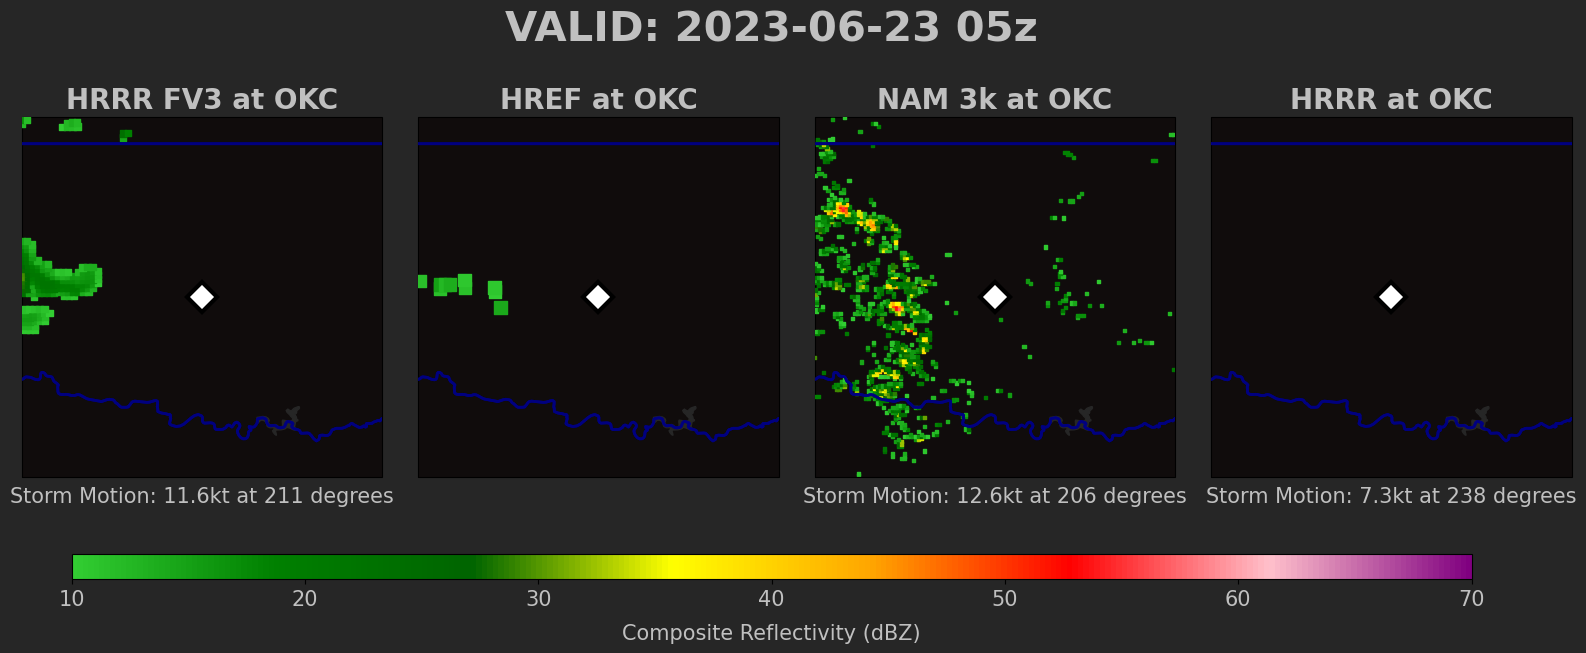 VALID: 2023-06-23 05z
HRRR FV3 at OKC
HREF at OKC
NAM 3k at OKC
HRRR at OKC
Storm Motion: 11.6kt at 211 degrees
Storm Motion: 12.6kt at 206 degrees
Storm Motion: 7.3kt at 238 degrees
10 20 30 40 50 60 70
Composite Reflectivity (dBZ)